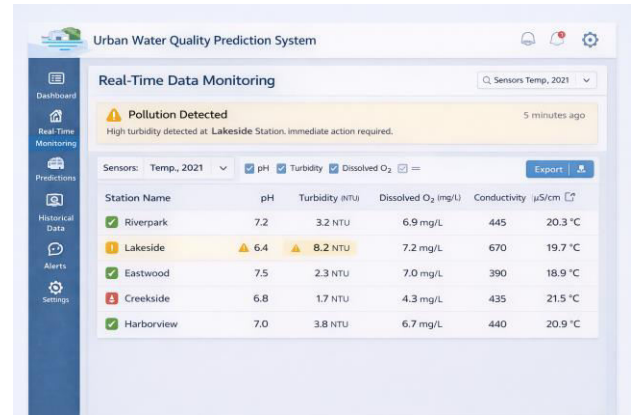 Urban Water Quality Prediction System
Real-Time Data Monitoring
Sensors Temp, 2021
Pollution Detected
5 minutes ago
High turbidity detected at Lakeside Station. immediate action required.
Dashboard
Real-Time
Monitoring
Predictions
Historical
Data
Alerts
Settings
Sensors: Temp., 2021 pH Turbidity Dissolved O₂ = Export
Station Name pH Turbidity (NTU) Dissolved O₂ (mg/L) Conductivity µS/cm
Riverpark 7.2 3.2 NTU 6.9 mg/L 445 20.3 °C
Lakeside 6.4 8.2 NTU 7.2 mg/L 670 19.7 °C
Eastwood 7.5 2.3 NTU 7.0 mg/L 390 18.9 °C
Creekside 6.8 1.7 NTU 4.3 mg/L 435 21.5 °C
Harborview 7.0 3.8 NTU 6.7 mg/L 440 20.9 °C